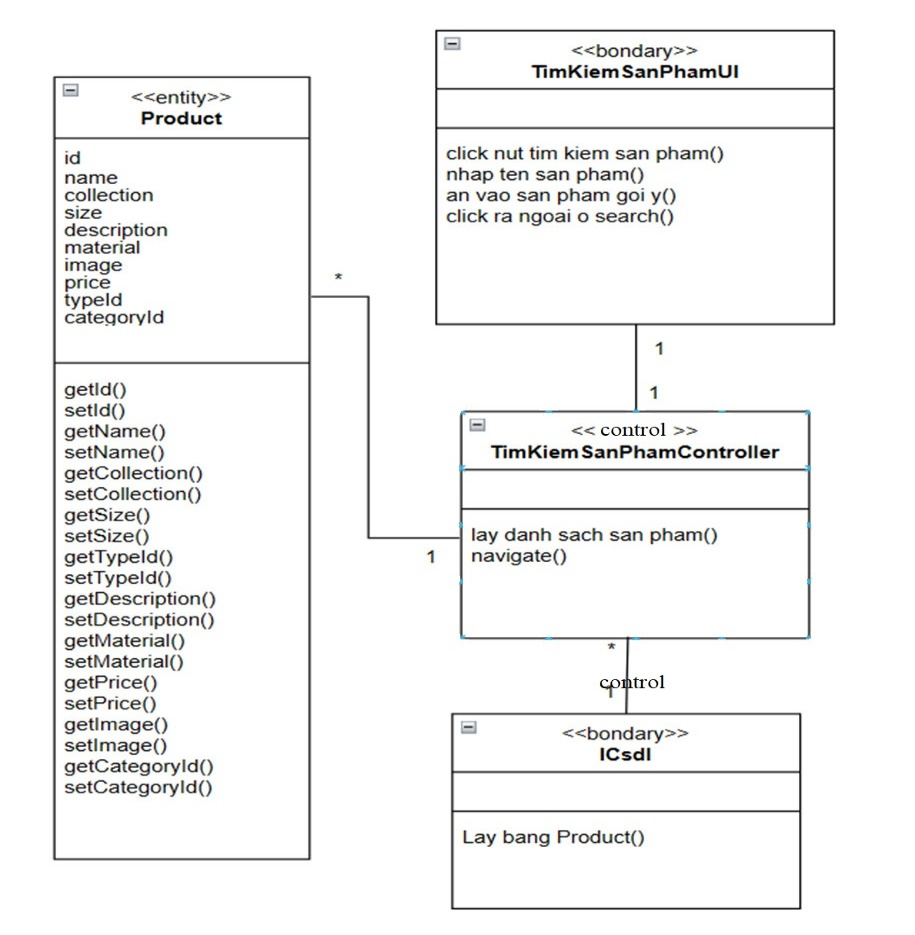 <<entity>>
Product
id
name
collection
size
description
material
image
price
typeId
categoryId
getId()
setId()
getName()
setName()
getCollection()
setCollection()
getSize()
setSize()
getTypeId()
setTypeId()
getDescription()
setDescription()
getMaterial()
setMaterial()
getPrice()
setPrice()
getImage()
setImage()
getCategoryId()
setCategoryId()
*
1
<<bondary>>
TimKiemSanPhamUI
click nut tim kiem san pham()
nhap ten san pham()
an vao san pham goi y()
click ra ngoai o search()
1
1
<< control >>
TimKiemSanPhamController
lay danh sach san pham()
navigate()
*
control
1
<<bondary>>
ICsdl
Lay bang Product()